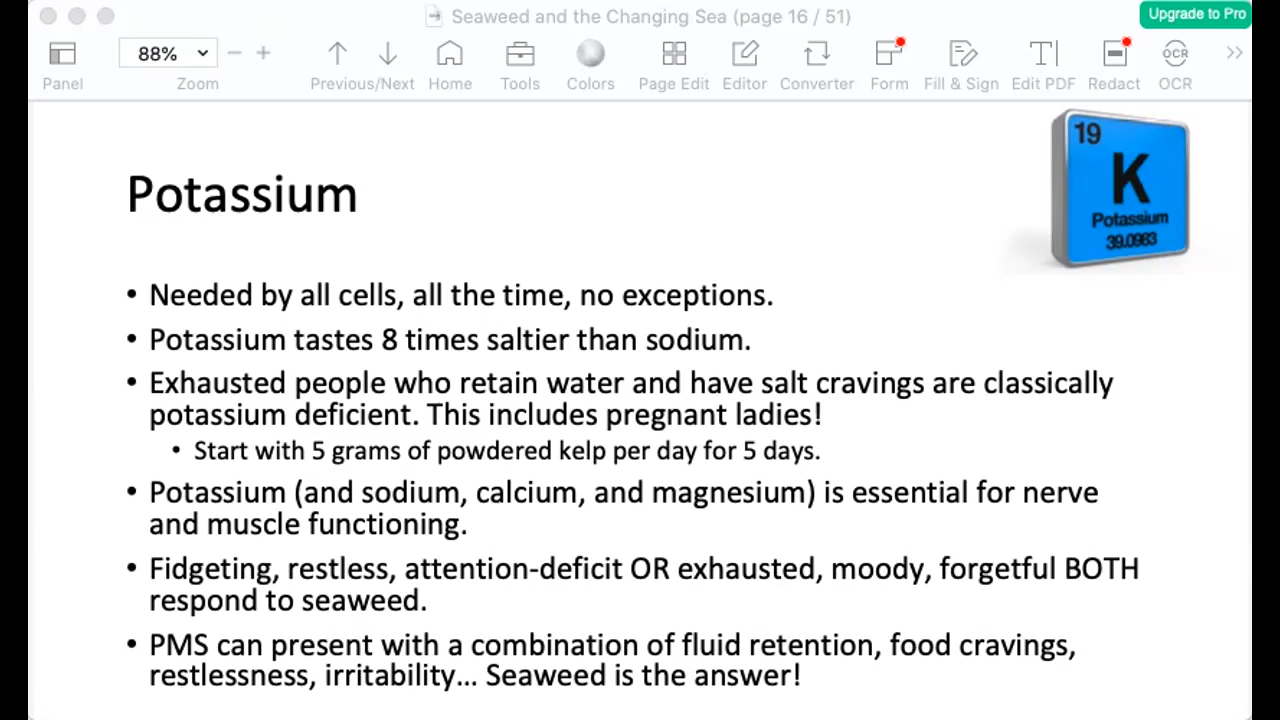 Seaweed and the Changing Sea (page 16 / 51)
Upgrade to Pro
88%
Panel
Zoom
Previous/Next
Home
Tools
Colors
Page Edit
Editor
Converter
Form
Fill & Sign
Edit PDF
Redact
OCR
OCR
19
K
Potassium
39.0983
Potassium
• Needed by all cells, all the time, no exceptions.
• Potassium tastes 8 times saltier than sodium.
• Exhausted people who retain water and have salt cravings are classically
potassium deficient. This includes pregnant ladies!
• Start with 5 grams of powdered kelp per day for 5 days.
• Potassium (and sodium, calcium, and magnesium) is essential for nerve
and muscle functioning.
• Fidgeting, restless, attention-deficit OR exhausted, moody, forgetful BOTH
respond to seaweed.
• PMS can present with a combination of fluid retention, food cravings,
restlessness, irritability... Seaweed is the answer!